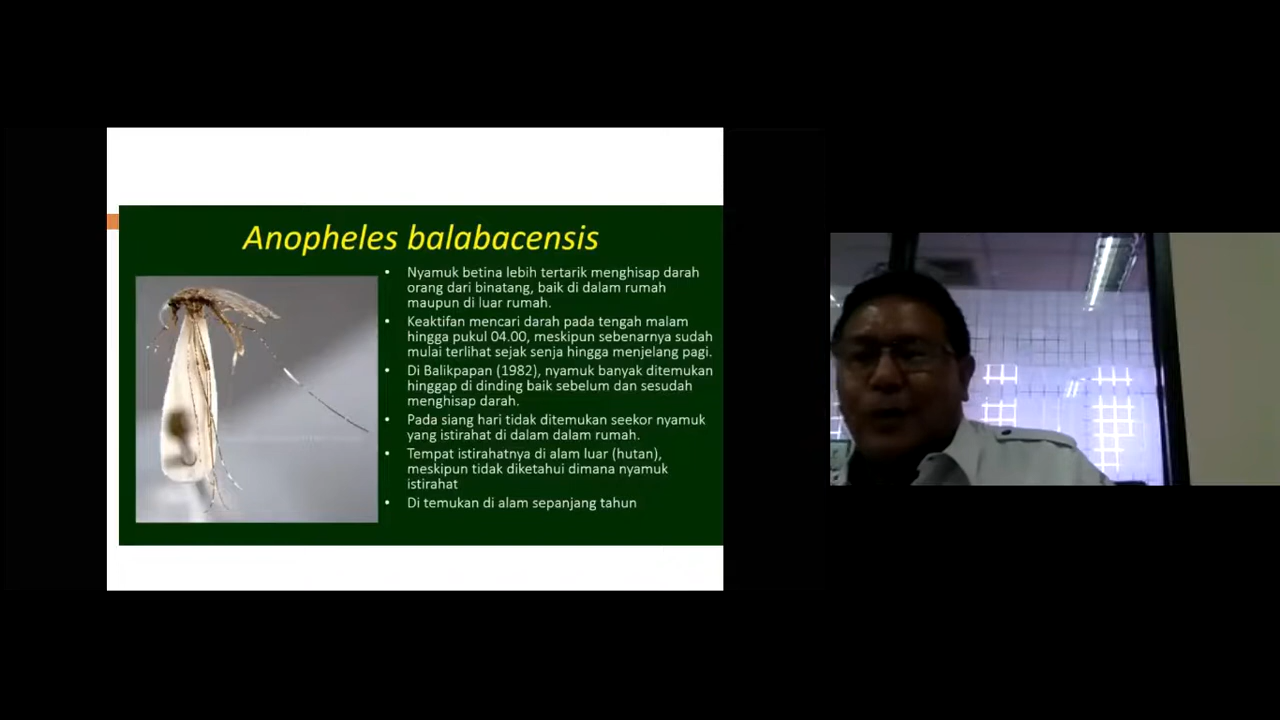 Anopheles balabacensis
• Nyamuk betina lebih tertarik menghisap darah
orang dari binatang, baik di dalam rumah
maupun di luar rumah.
• Keaktifan mencari darah pada tengah malam
hingga pukul 04.00, meskipun sebenarnya sudah
mulai terlihat sejak senja hingga menjelang pagi.
• Di Balikpapan (1982), nyamuk banyak ditemukan
hinggap di dinding baik sebelum dan sesudah
menghisap darah.
• Pada siang hari tidak ditemukan seekor nyamuk
yang istirahat di dalam dalam rumah.
• Tempat istirahatnya di alam luar (hutan),
meskipun tidak diketahui dimana nyamuk
istirahat
• Di temukan di alam sepanjang tahun